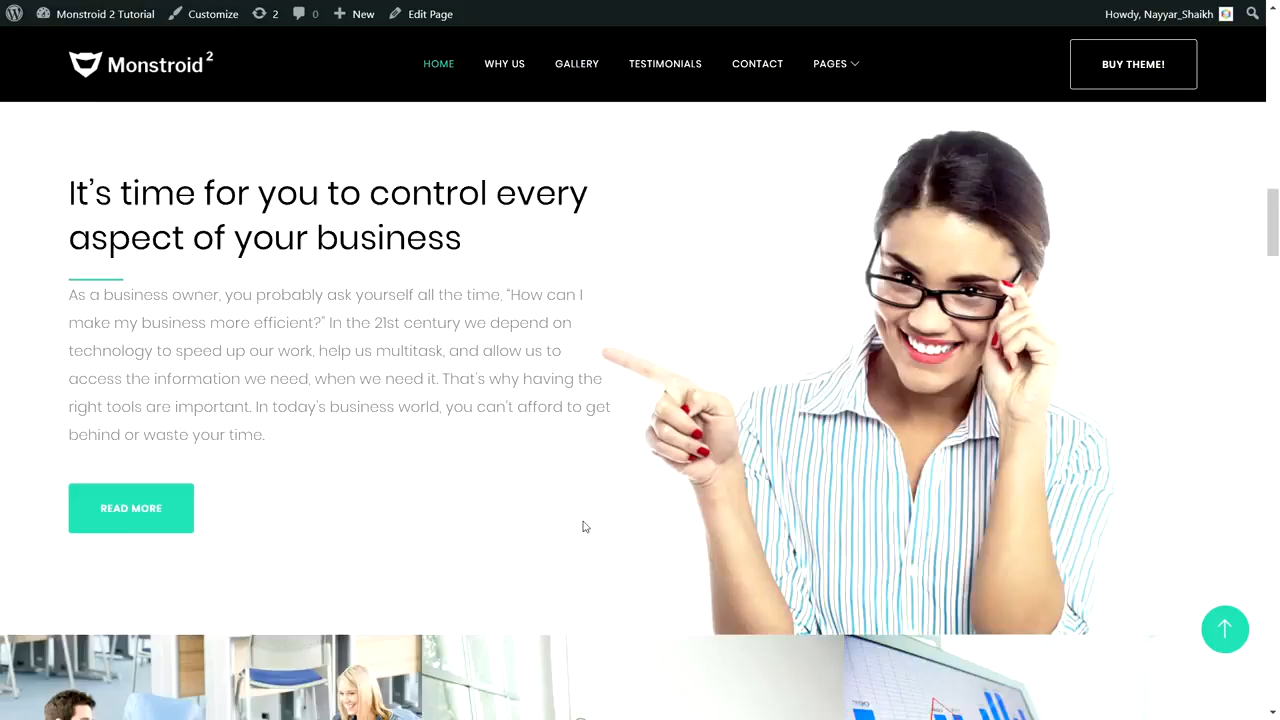 Monstroid 2 Tutorial Customize 2 0 New Edit Page Howdy, Nayyar_Shaikh
Monstroid2 HOME WHY US GALLERY TESTIMONIALS CONTACT PAGES BUY THEME!
It's time for you to control every
aspect of your business
As a business owner, you probably ask yourself all the time, “How can I
make my business more efficient?” In the 21st century we depend on
technology to speed up our work, help us multitask, and allow us to
access the information we need, when we need it. That's why having the
right tools are important. In today's business world, you can't afford to get
behind or waste your time.
READ MORE